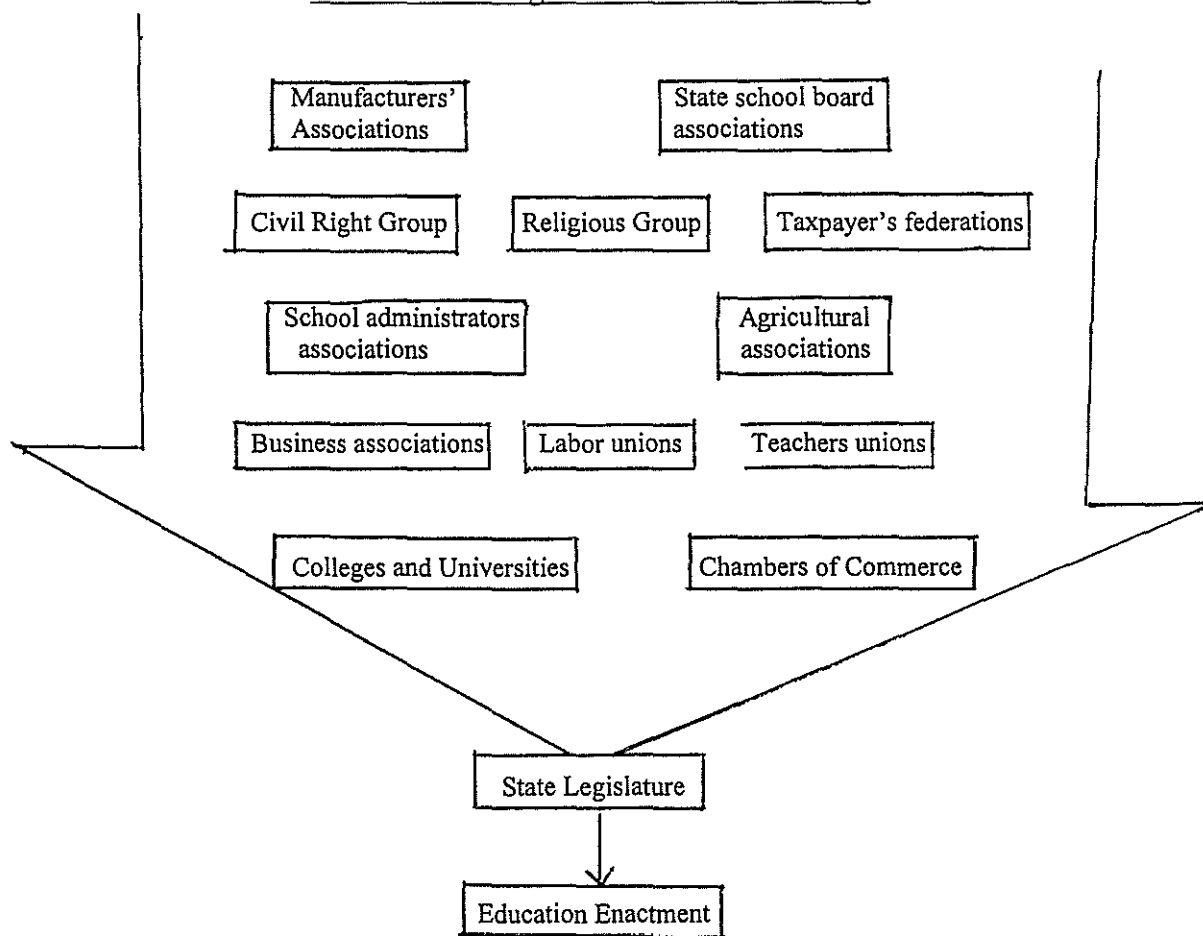 Manufacturers'
Associations
State school board
associations
Civil Right Group
Religious Group
Taxpayer's federations
School administrators
associations
Agricultural
associations
Business associations
Labor unions
Teachers unions
Colleges and Universities
Chambers of Commerce
State Legislature
Education Enactment